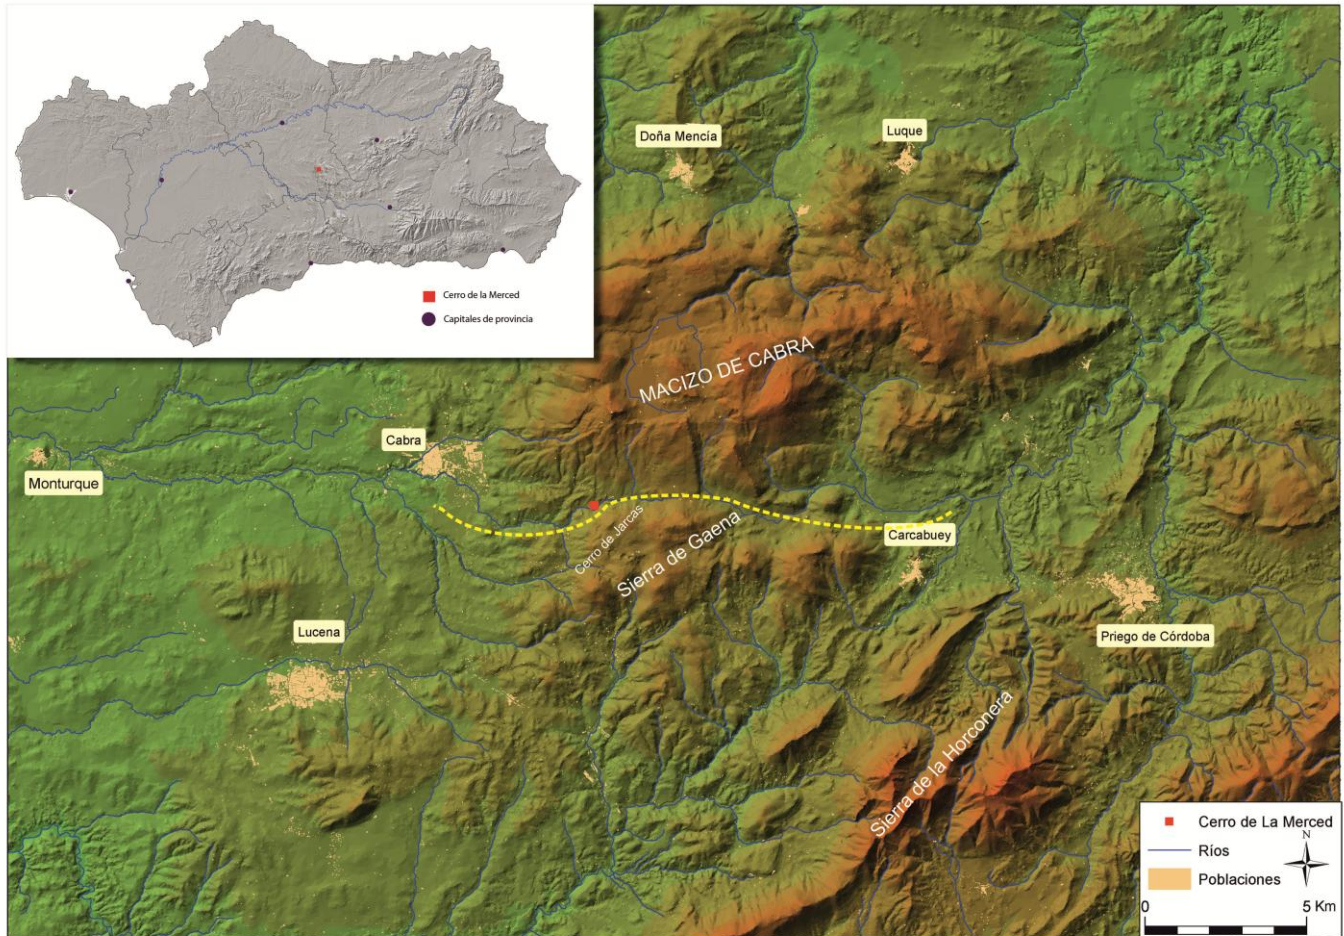 Cerro de la Merced
Capitales de provincia
Doña Mencía
Luque
MACIZO DE CABRA
Cabra
Monturque
Cerro de Jarcas
Sierra de Gaena
Carcabuey
Lucena
Priego de Córdoba
Sierra de la Horconera
Cerro de La Merced
N
Ríos
Poblaciones
0 5 Km